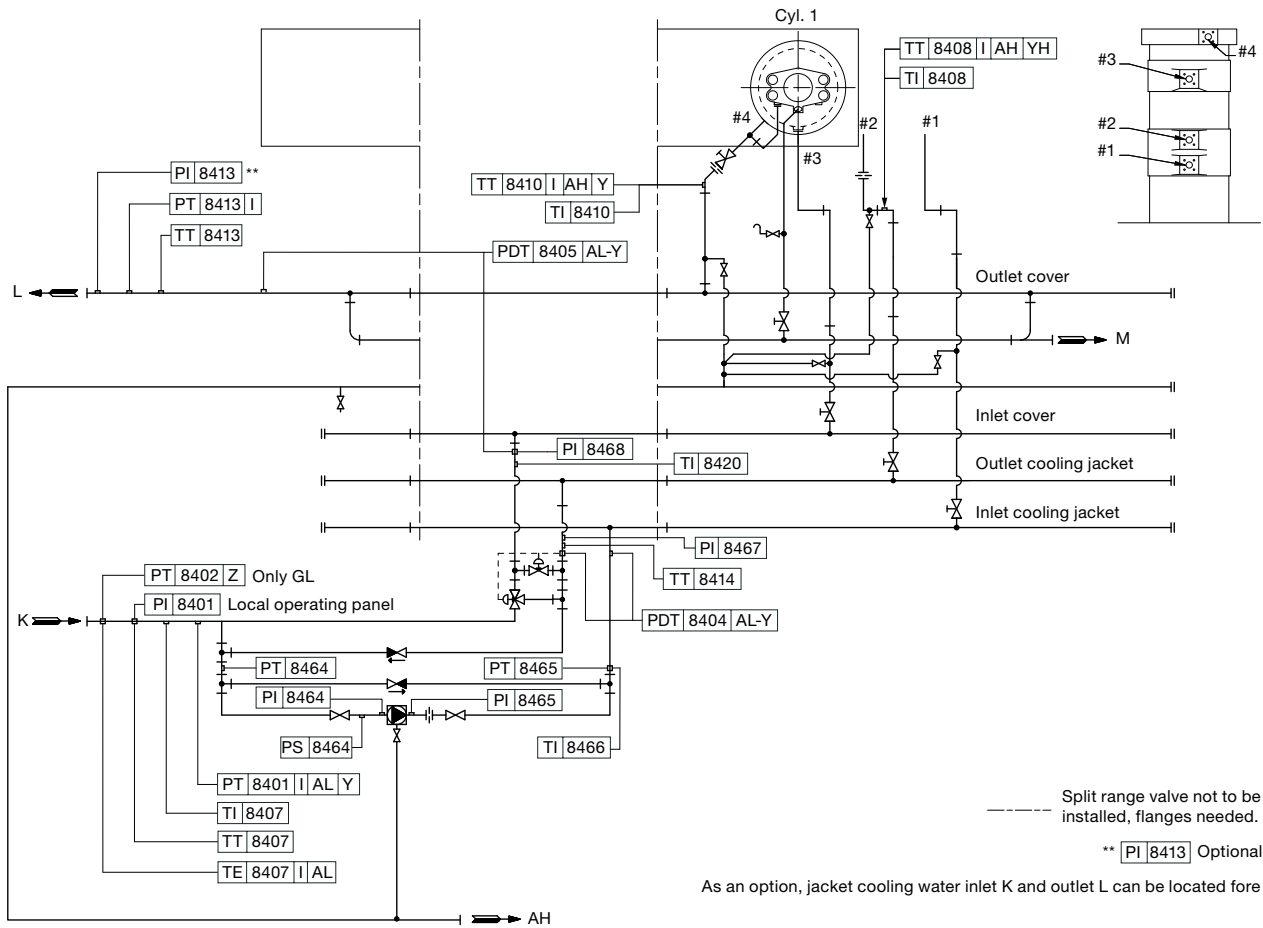 Cyl. 1
TT 8408 I AH YH
TI 8408
#4
#3
#2
#1
#4
#2
#1
#3
PI 8413 **
PT 8413 I
TT 8413
TT 8410 I AH Y
TI 8410
PDT 8405 AL-Y
L
Outlet cover
M
Inlet cover
PI 8468
TI 8420
Outlet cooling jacket
Inlet cooling jacket
PI 8467
TT 8414
PT 8402 Z Only GL
PI 8401 Local operating panel
PDT 8404 AL-Y
K
PT 8464
PT 8465
PI 8464
PI 8465
PS 8464
TI 8466
PT 8401 I AL Y
TI 8407
TT 8407
TE 8407 I AL
AH
Split range valve not to be
installed, flanges needed.
** PI 8413 Optional
As an option, jacket cooling water inlet K and outlet L can be located fore